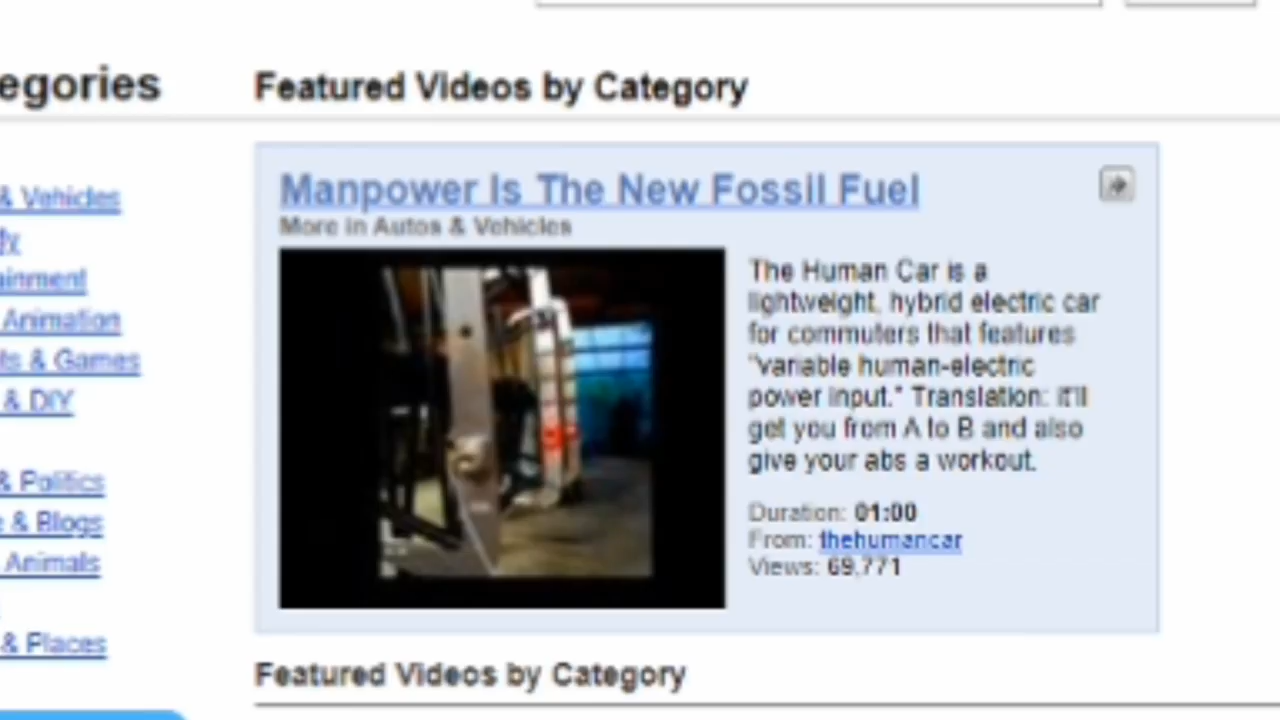 egories
Featured Videos by Category
Manpower Is The New Fossil Fuel
More in Autos & Vehicles
& Vehicles
ainment
Animation
& Games
& DIY
& Politics
& Blogs
Animals
& Places
The Human Car is a
lightweight, hybrid electric car
for commuters that features
"variable human-electric
power input." Translation: it'll
get you from A to B and also
give your abs a workout.
Duration: 01:00
From: thehumancar
Views: 69,771
Featured Videos by Category